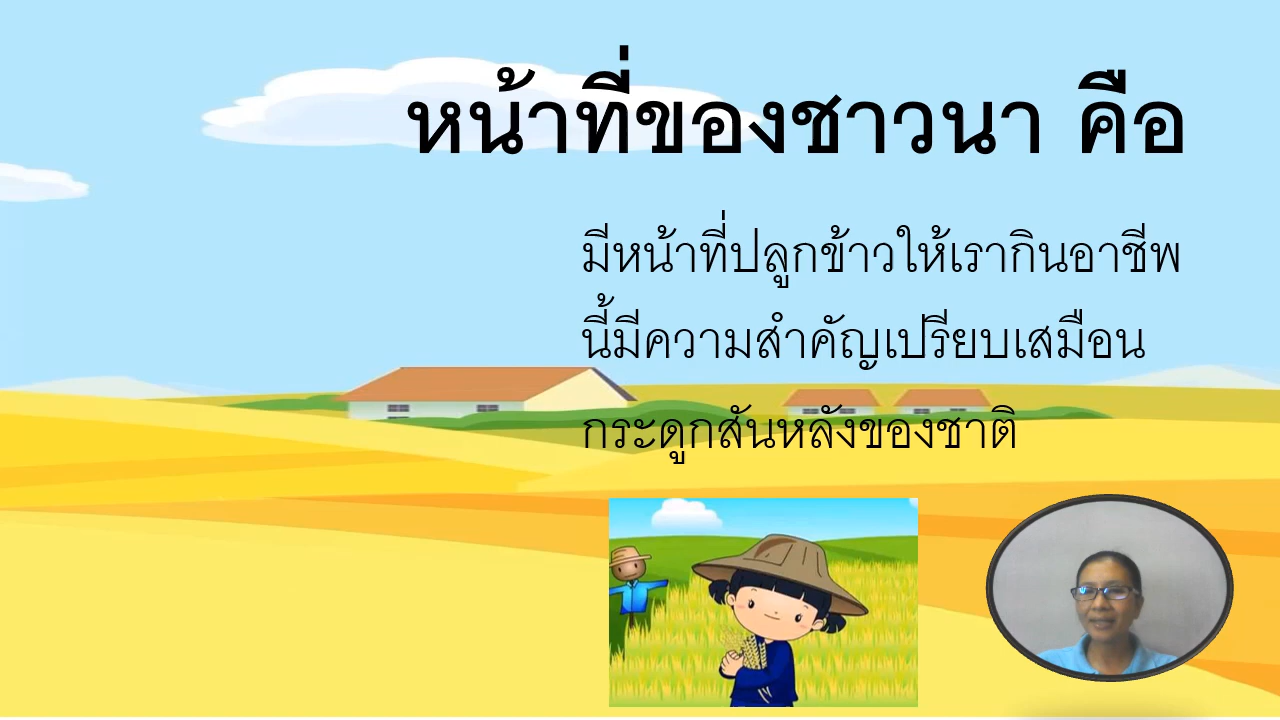 หน้าที่ของชาวนา คือ
มีหน้าที่ปลูกข้าวให้เรากินอาชีพ
นี้มีความสำคัญเปรียบเสมือน
กระดูกสันหลังของชาติ